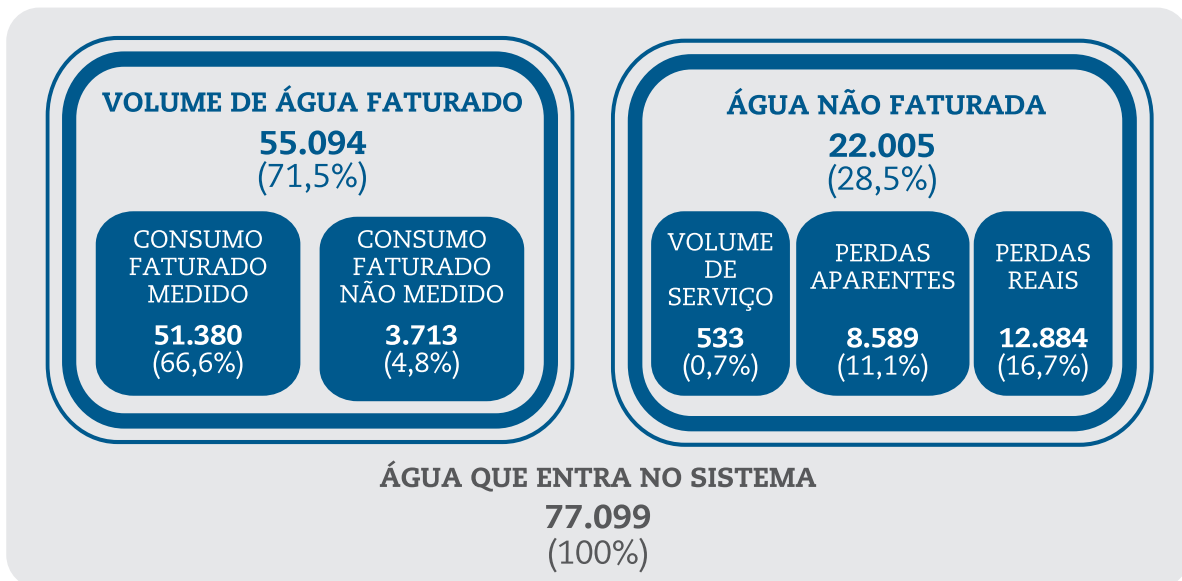 VOLUME DE ÁGUA FATURADO
55.094
(71,5%)
CONSUMO
FATURADO
MEDIDO
51.380
(66,6%)
CONSUMO
FATURADO
NÃO MEDIDO
3.713
(4,8%)
ÁGUA NÃO FATURADA
22.005
(28,5%)
VOLUME
DE
SERVIÇO
533
(0,7%)
PERDAS
APARENTES
8.589
(11,1%)
PERDAS
REAIS
12.884
(16,7%)
ÁGUA QUE ENTRA NO SISTEMA
77.099
(100%)